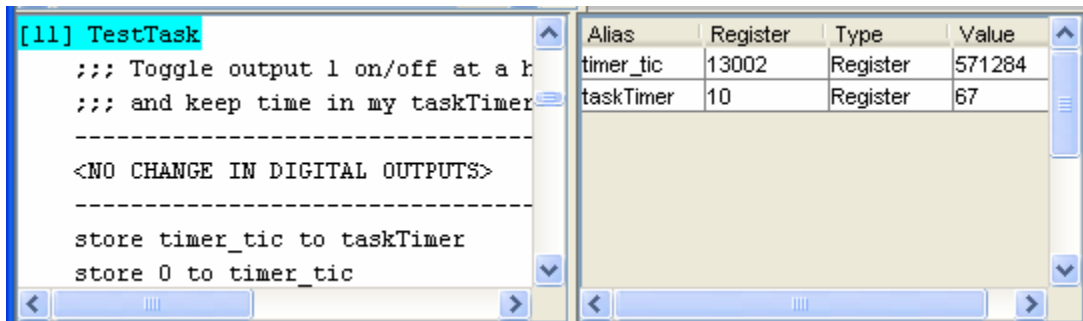 [11] TestTask
;;; Toggle output 1 on/off at a
;;; and keep time in my taskTimer
----------------------------------
<NO CHANGE IN DIGITAL OUTPUTS>
----------------------------------
store timer_tic to taskTimer
store 0 to timer_tic
Alias Register Type Value
timer_tic 13002 Register 571284
taskTimer 10 Register 67